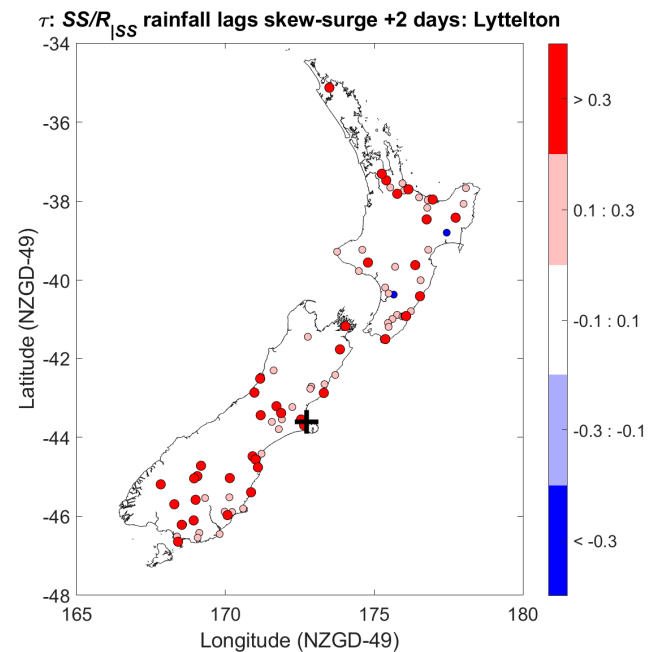 τ: SS/R|SS rainfall lags skew-surge +2 days: Lyttelton
-34
-36
-38
-40
-42
-44
-46
-48
165
170
175
180
Latitude (NZGD-49)
Longitude (NZGD-49)
> 0.3
0.1 : 0.3
-0.1 : 0.1
-0.3 : -0.1
< -0.3